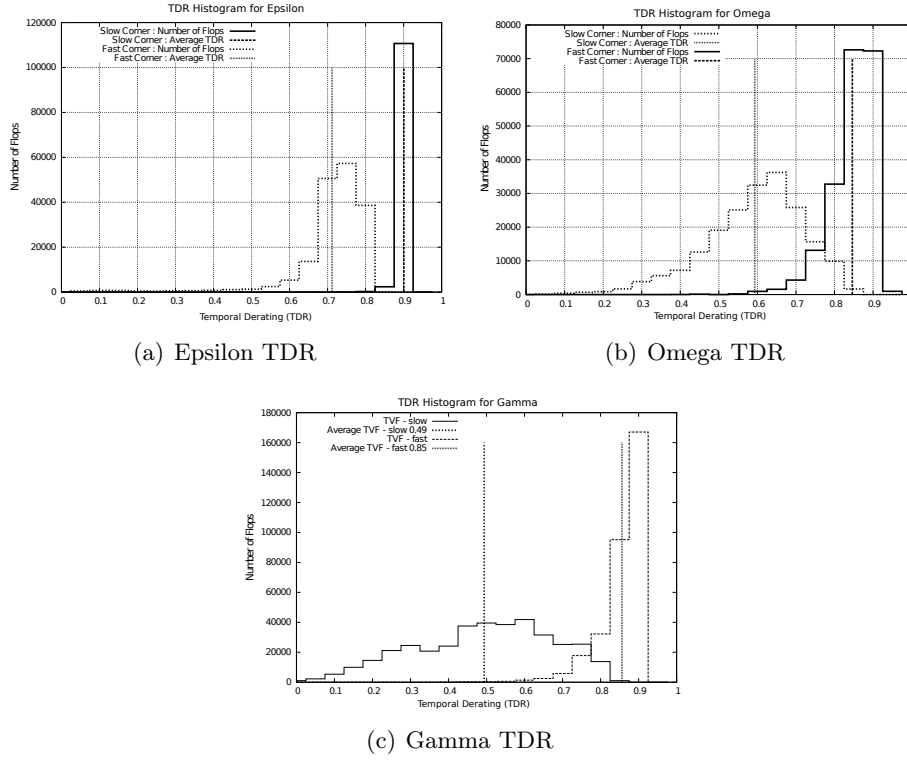 TDR Histogram for Epsilon
120000
100000
80000
60000
40000
20000
0
Number of Flops
Slow Corner : Number of Flops
Slow Corner : Average TDR
Fast Corner : Number of Flops
Fast Corner : Average TDR
0 0.1 0.2 0.3 0.4 0.5 0.6 0.7 0.8 0.9 1
Temporal Derating (TDR)
(a) Epsilon TDR
TDR Histogram for Omega
80000
70000
60000
50000
40000
30000
20000
10000
0
Number of Flops
Slow Corner : Number of Flops
Slow Corner : Average TDR
Fast Corner : Number of Flops
Fast Corner : Average TDR
0 0.1 0.2 0.3 0.4 0.5 0.6 0.7 0.8 0.9
Temporal Derating (TDR)
(b) Omega TDR
TDR Histogram for Gamma
180000
160000
140000
120000
100000
80000
60000
40000
20000
0
Number of Flops
TVF - slow
Average TVF - slow 0.49
TVF - fast
Average TVF - fast 0.85
0 0.1 0.2 0.3 0.4 0.5 0.6 0.7 0.8 0.9 1
Temporal Derating (TDR)
(c) Gamma TDR